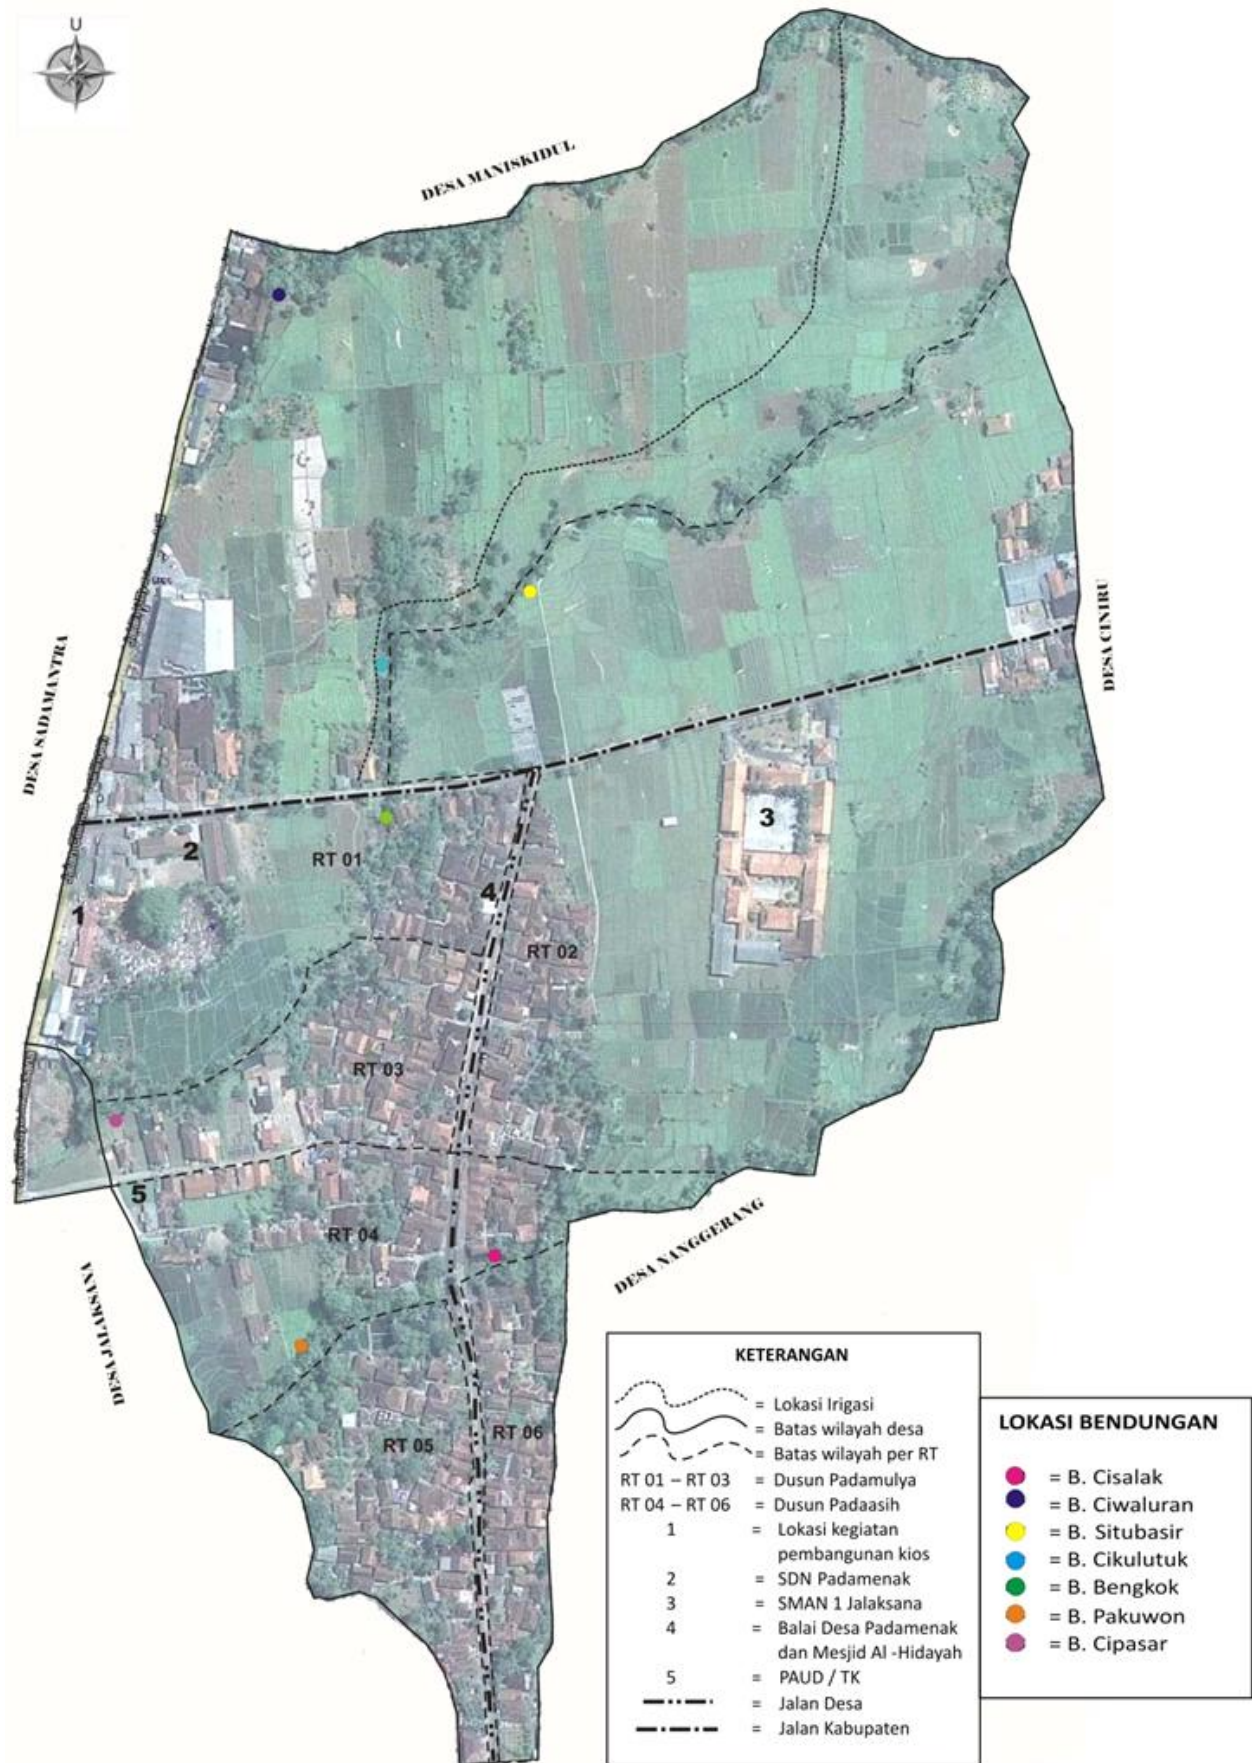 U
DESA MANISKIDUL
DESA SADAMANTRA
DESA CINIRU
3
2
RT 01
1
4
RT 02
RT 03
5
RT 04
DESA NANGGERANG
DESA JALAKSANA
RT 05
RT 06
KETERANGAN
= Lokasi Irigasi
= Batas wilayah desa
= Batas wilayah per RT
RT 01 – RT 03 = Dusun Padamulya
RT 04 – RT 06 = Dusun Padaasih
1 = Lokasi kegiatan
pembangunan kios
2 = SDN Padamenak
3 = SMAN 1 Jalaksana
4 = Balai Desa Padamenak
dan Mesjid Al -Hidayah
5 = PAUD / TK
= Jalan Desa
= Jalan Kabupaten
LOKASI BENDUNGAN
= B. Cisalak
= B. Ciwaluran
= B. Situbasir
= B. Cikulutuk
= B. Bengkok
= B. Pakuwon
= B. Cipasar